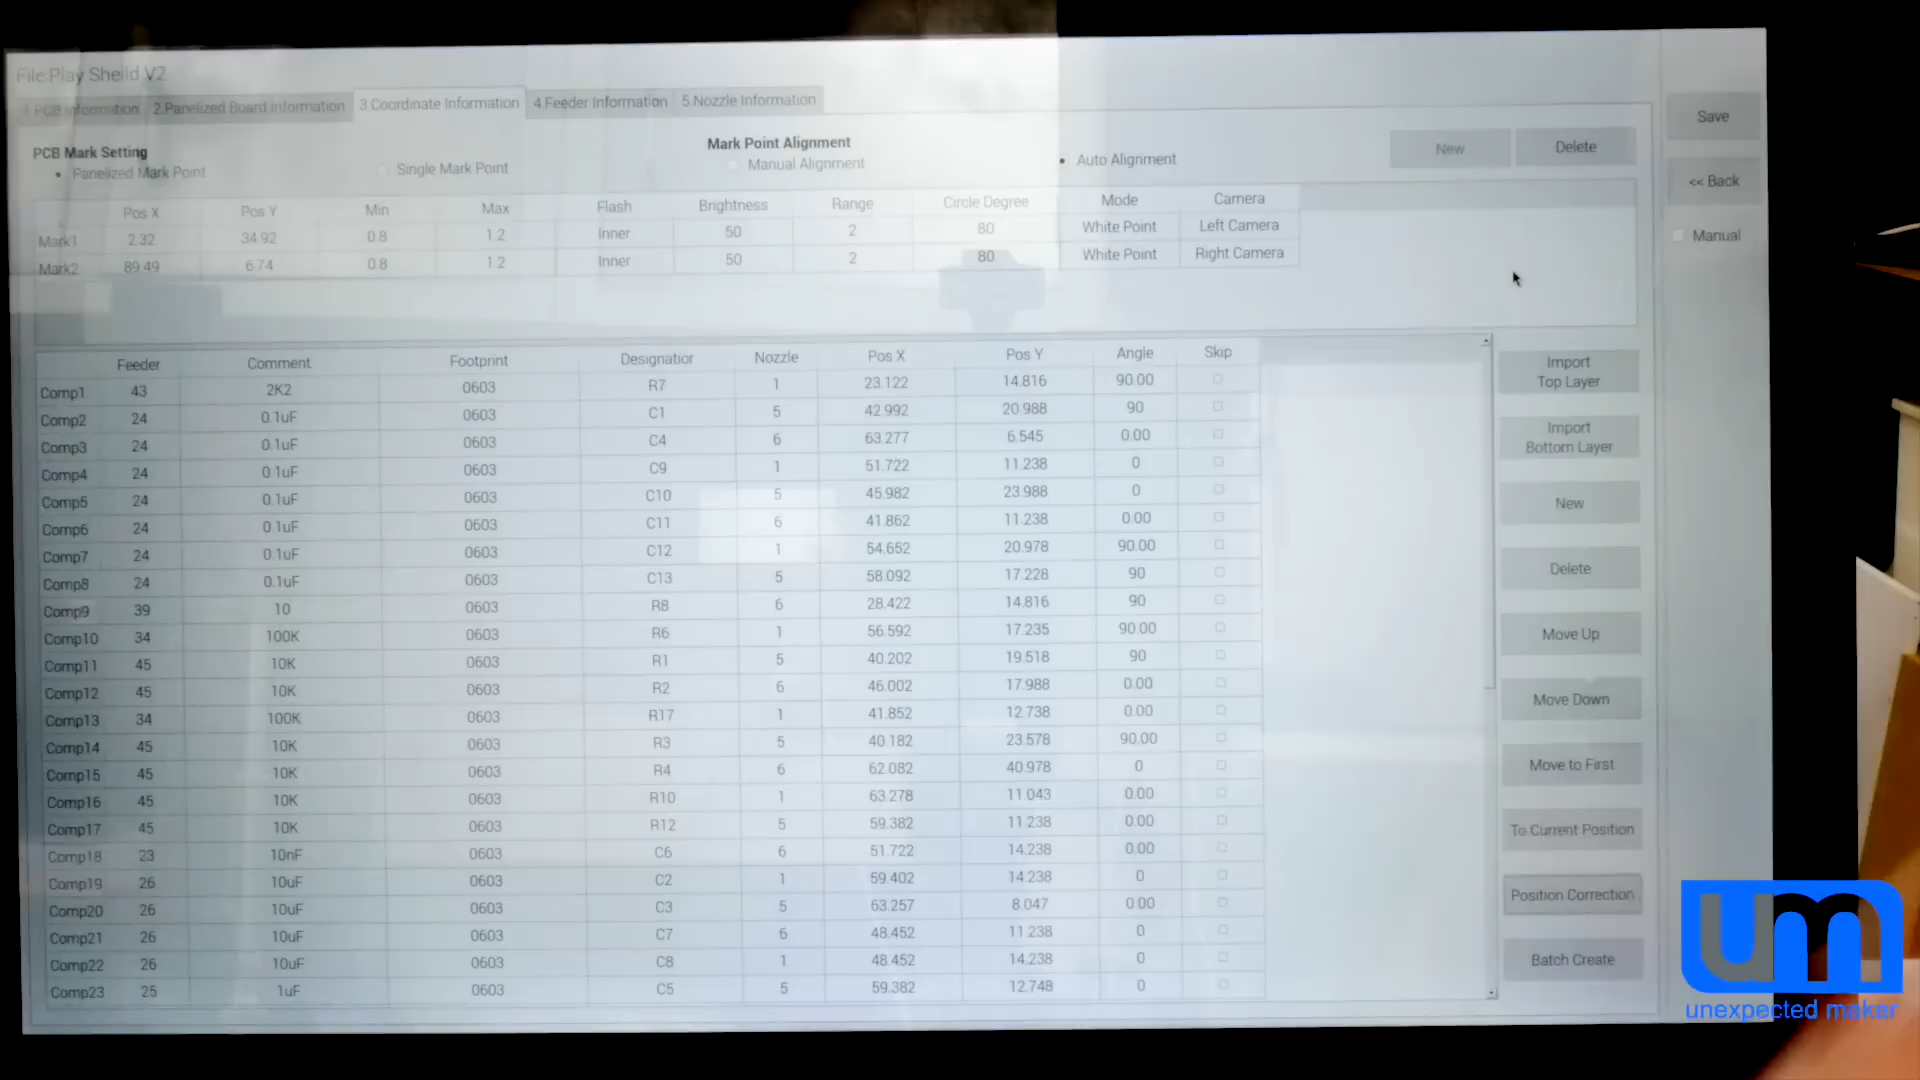 File:Play Sheild V2
1.PCB Information 2.Panelized Board Information 3.Coordinate Information 4.Feeder Information 5.Nozzle Information
Save
PCB Mark Setting Mark Point Alignment
Panelized Mark Point Single Mark Point Manual Alignment Auto Alignment New Delete
<< Back
Manual
Pos X Pos Y Min Max Flash Brightness Range Circle Degree Mode Camera
Mark1 2.32 34.92 0.8 1.2 Inner 50 2 80 White Point Left Camera
Mark2 89.49 6.74 0.8 1.2 Inner 50 2 80 White Point Right Camera
Feeder Comment Footprint Designator Nozzle Pos X Pos Y Angle Skip
Comp1 43 2K2 0603 R7 1 23.122 14.816 90.00
Comp2 24 0.1uF 0603 C1 5 42.992 20.988 90
Comp3 24 0.1uF 0603 C4 6 63.277 6.545 0.00
Comp4 24 0.1uF 0603 C9 1 51.722 11.238 0
Comp5 24 0.1uF 0603 C10 5 45.982 23.988 0
Comp6 24 0.1uF 0603 C11 6 41.862 11.238 0.00
Comp7 24 0.1uF 0603 C12 1 54.652 20.978 90.00
Comp8 24 0.1uF 0603 C13 5 58.092 17.228 90
Comp9 39 10 0603 R8 6 28.422 14.816 90
Comp10 34 100K 0603 R6 1 56.592 17.235 90.00
Comp11 45 10K 0603 R1 5 40.202 19.518 90
Comp12 45 10K 0603 R2 6 46.002 17.988 0.00
Comp13 34 100K 0603 R17 1 41.852 12.738 0.00
Comp14 45 10K 0603 R3 5 40.182 23.578 90.00
Comp15 45 10K 0603 R4 6 62.082 40.978 0
Comp16 45 10K 0603 R10 1 63.278 11.043 0.00
Comp17 45 10K 0603 R12 5 59.382 11.238 0.00
Comp18 23 10nF 0603 C6 6 51.722 14.238 0.00
Comp19 26 10uF 0603 C2 1 59.402 14.238 0
Comp20 26 10uF 0603 C3 5 63.257 8.047 0.00
Comp21 26 10uF 0603 C7 6 48.452 11.238 0
Comp22 26 10uF 0603 C8 1 48.452 14.238 0
Comp23 25 1uF 0603 C5 5 59.382 12.748 0
Import
Top Layer
Import
Bottom Layer
New
Delete
Move Up
Move Down
Move to First
To Current Position
Position Correction
Batch Create
um
unexpected maker